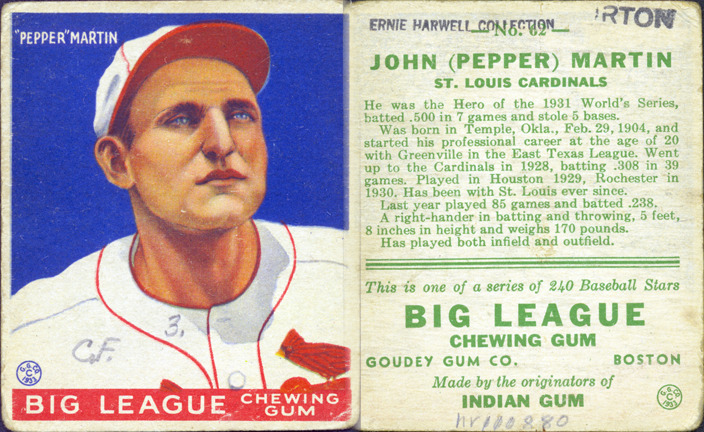 "PEPPER" MARTIN
3.
C.F.
G.G.CO.
C
1933
BIG LEAGUE CHEWING GUM
ERNIE HARWELL COLLECTION
RTON
No. 62
JOHN (PEPPER) MARTIN
ST. LOUIS CARDINALS
He was the Hero of the 1931 World's Series,
batted .500 in 7 games and stole 5 bases.
Was born in Temple, Okla., Feb. 29, 1904, and
started his professional career at the age of 20
with Greenville in the East Texas League. Went
up to the Cardinals in 1928, batting .308 in 39
games. Played in Houston 1929, Rochester in
1930. Has been with St. Louis ever since.
Last year played 85 games and batted .238.
A right-hander in batting and throwing, 5 feet,
8 inches in height and weighs 170 pounds.
Has played both infield and outfield.
This is one of a series of 240 Baseball Stars
BIG LEAGUE
CHEWING GUM
GOUDEY GUM CO. BOSTON
Made by the originators of
INDIAN GUM
G.G.CO.
C
1933